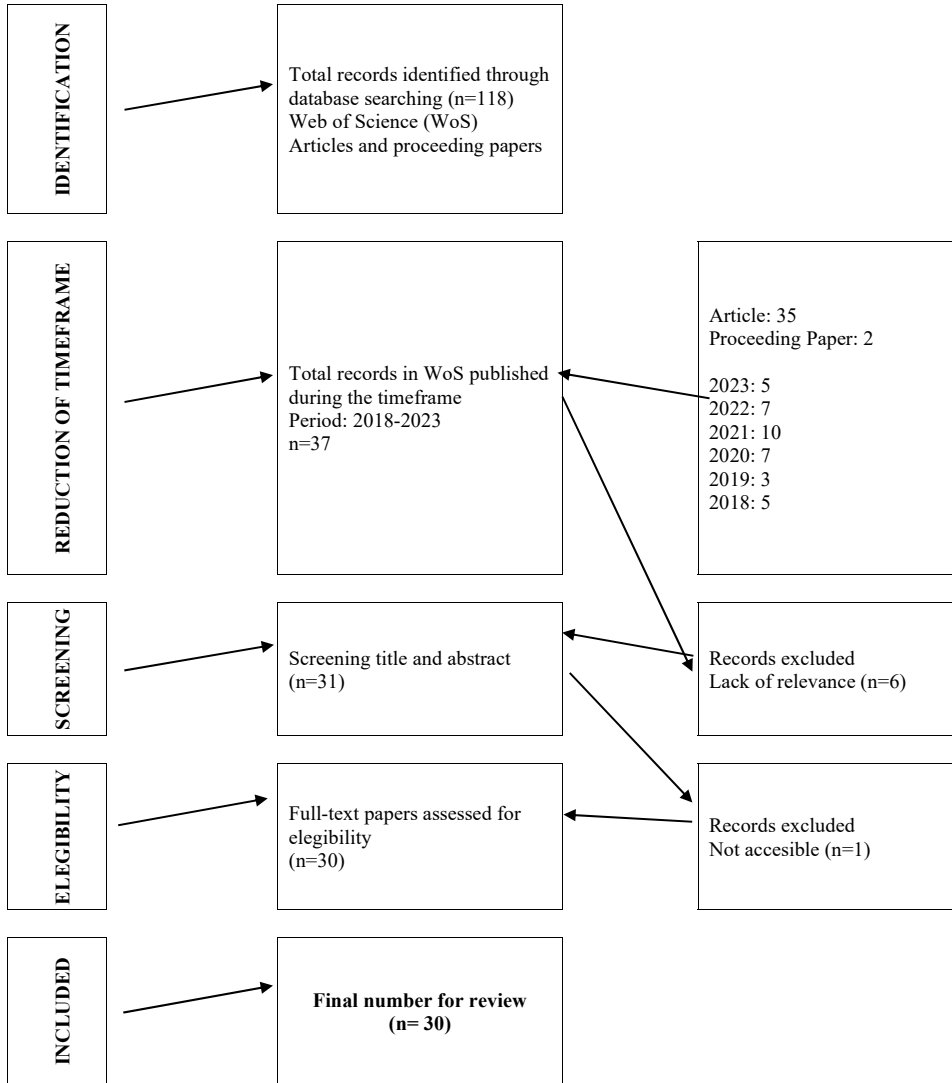 IDENTIFICATION
Total records identified through
database searching (n=118)
Web of Science (WoS)
Articles and proceeding papers
REDUCTION OF TIMEFRAME
Total records in WoS published
during the timeframe
Period: 2018-2023
n=37
Article: 35
Proceeding Paper: 2
2023: 5
2022: 7
2021: 10
2020: 7
2019: 3
2018: 5
SCREENING
Screening title and abstract
(n=31)
Records excluded
Lack of relevance (n=6)
ELEGIBILITY
Full-text papers assessed for
elegibility
(n=30)
Records excluded
Not accesible (n=1)
INCLUDED
Final number for review
(n= 30)